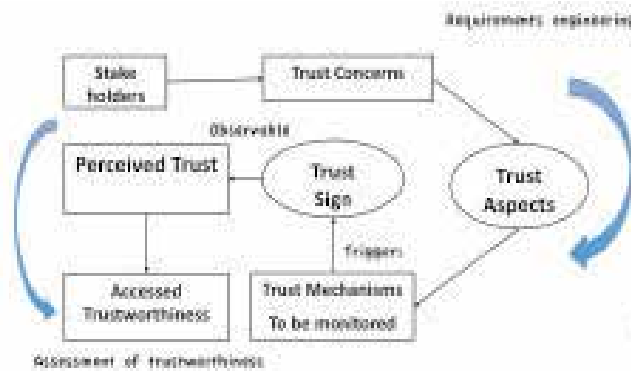 Requirements engineering
Stake
holders
Trust Concerns
Observable
Perceived Trust
Trust
Sign
Trust
Aspects
Trigger:
Accessed
Trustworthiness
Trust Mechanisms
To be monitored
Assessment of trustworthiness